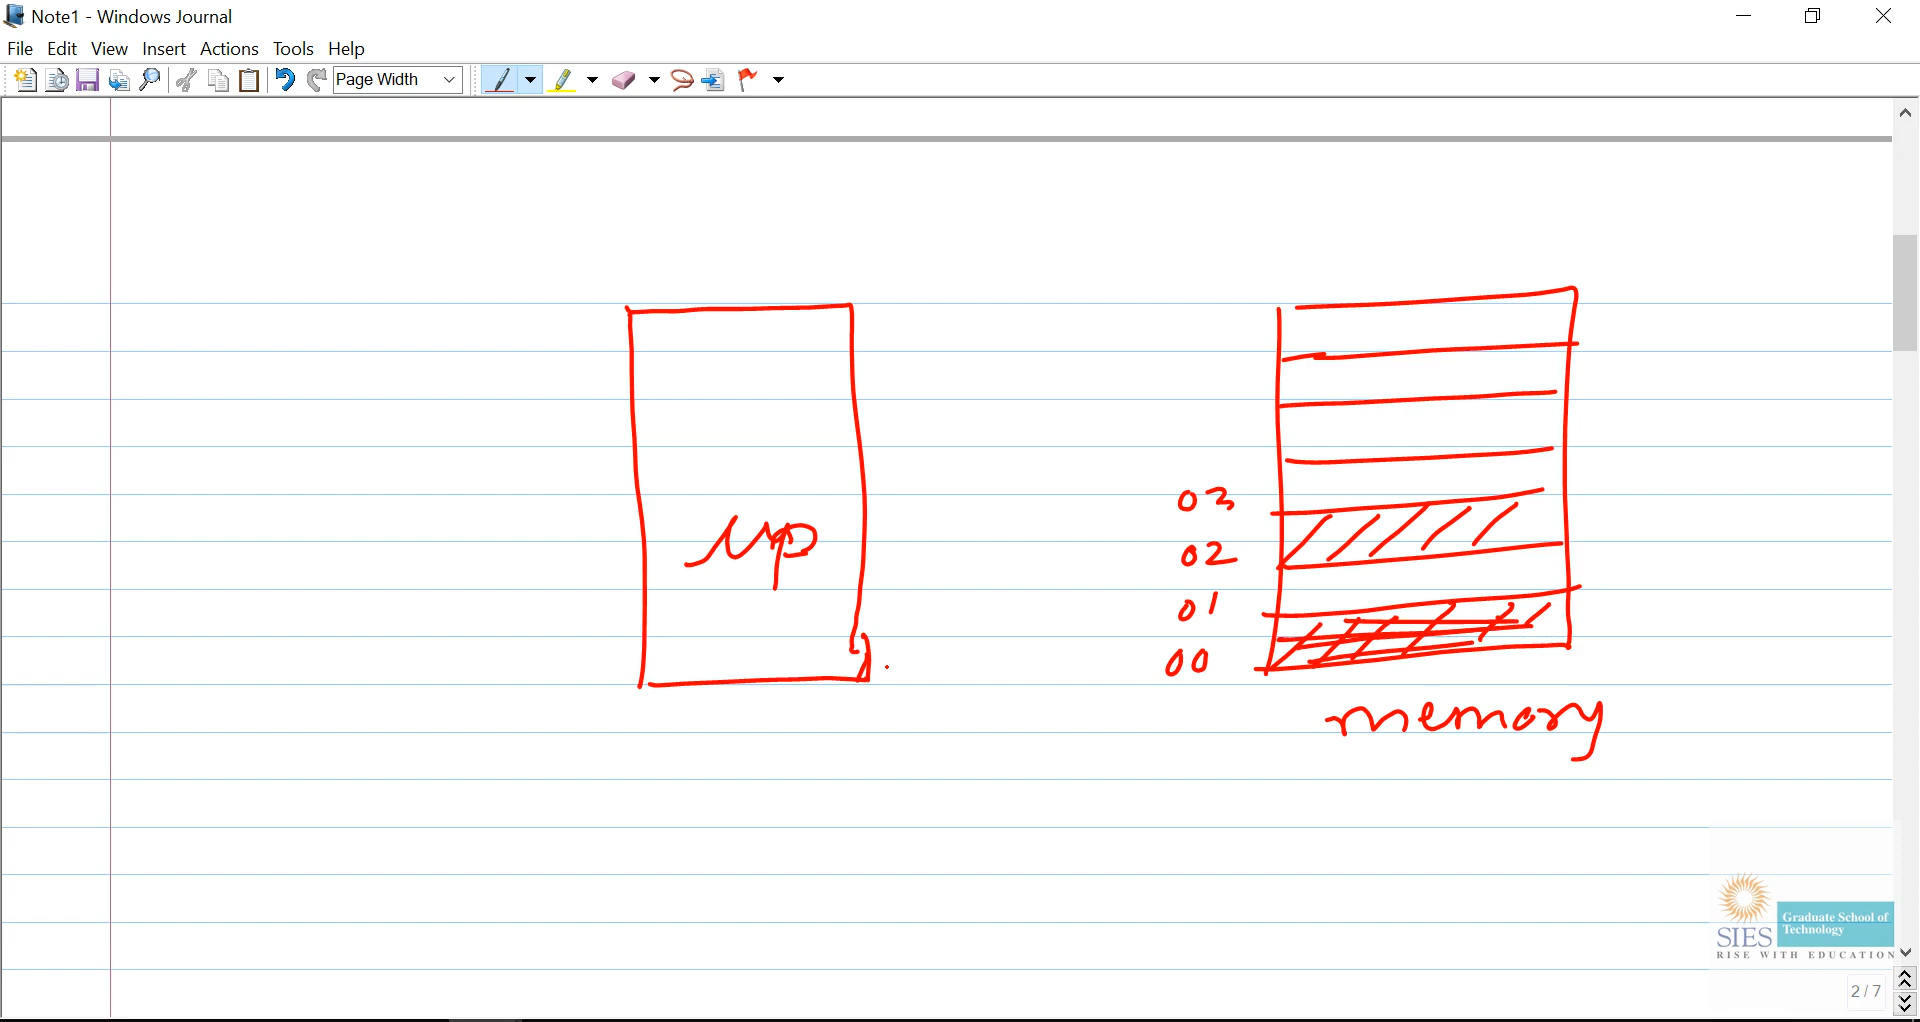 Note1 - Windows Journal
File Edit View Insert Actions Tools Help
Page Width
03
02
01
00
μp
memory
SIES
Graduate School of
Technology
RISE WITH EDUCATION
2 / 7